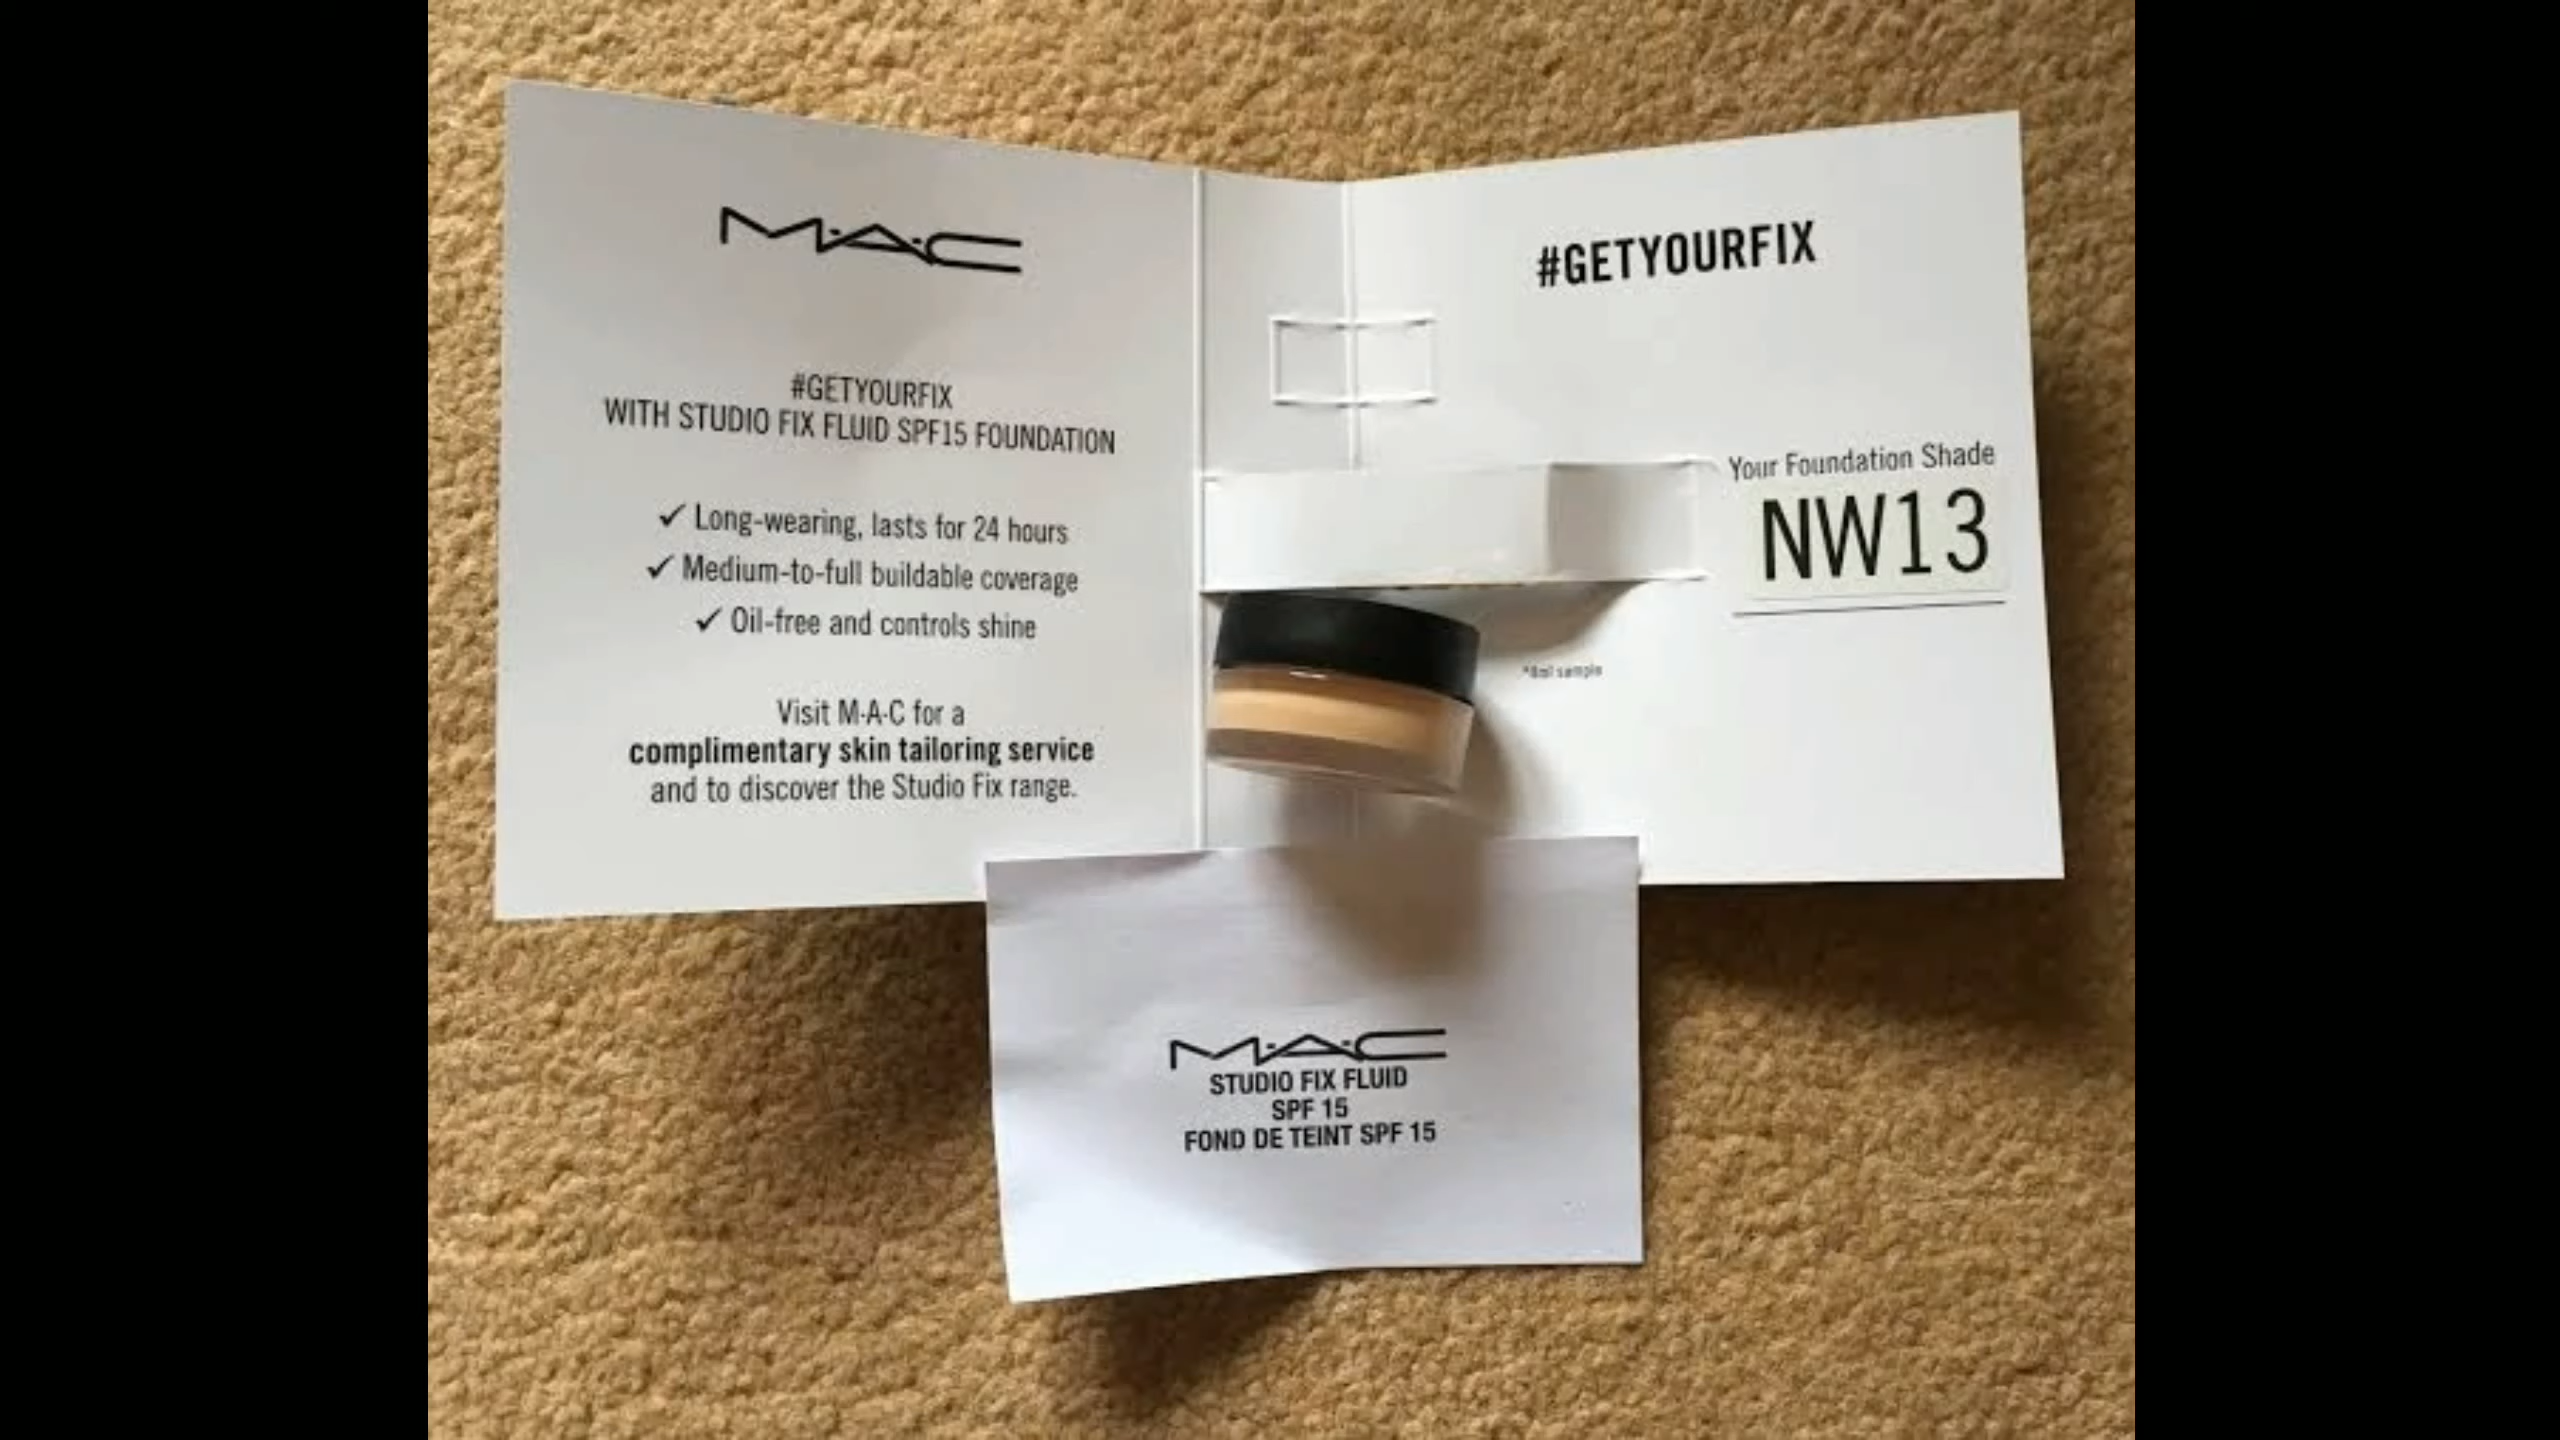 M·A·C
#GETYOURFIX
WITH STUDIO FIX FLUID SPF15 FOUNDATION
✓ Long-wearing, lasts for 24 hours
✓ Medium-to-full buildable coverage
✓ Oil-free and controls shine
Visit M·A·C for a
complimentary skin tailoring service
and to discover the Studio Fix range.
#GETYOURFIX
Your Foundation Shade
NW13
sample
M·A·C
STUDIO FIX FLUID
SPF 15
FOND DE TEINT SPF 15